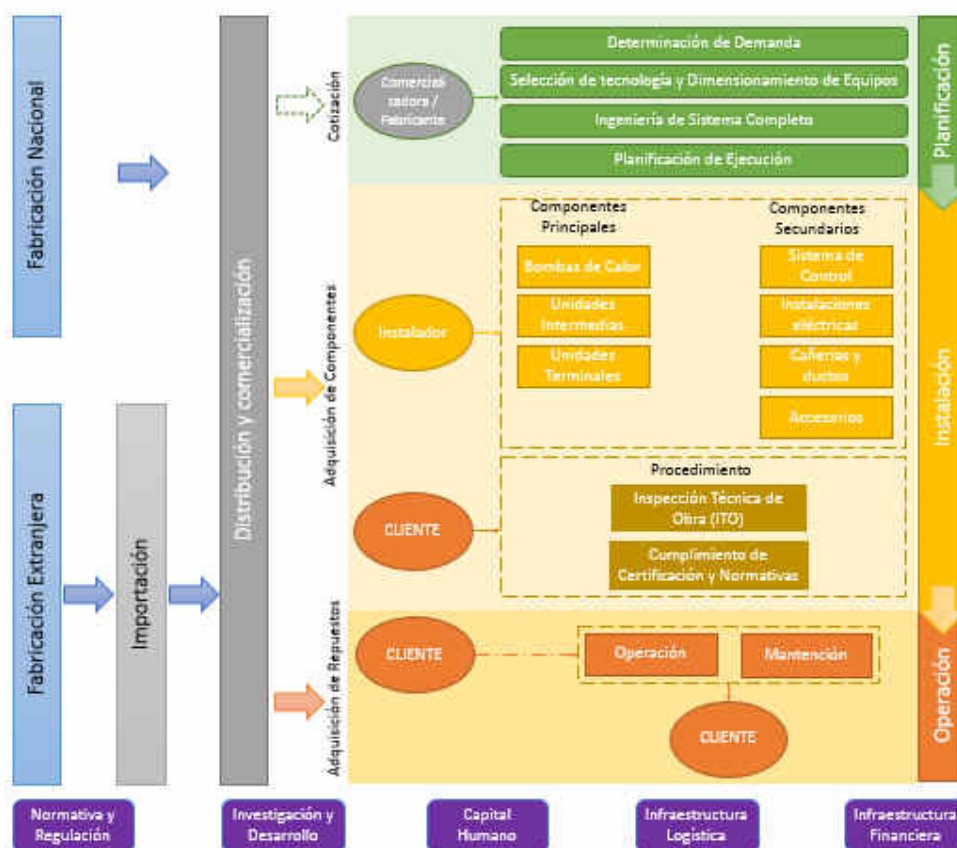 Fabricación Nacional
Fabricación Extranjera
Importación
Distribución y comercialización
Cotización
Adquisición de Componentes
Adquisición de Repuestos
Comerciali
zadora /
Fabricante
Determinación de Demanda
Selección de tecnología y Dimensionamiento de Equipos
Ingeniería de Sistema Completo
Planificación de Ejecución
Planificación
Instalador
Componentes
Principales
Bombas de Calor
Unidades
Intermedias
Unidades
Terminales
Componentes
Secundarios
Sistema de
Control
Instalaciones
eléctricas
Cañerías y
ductos
Accesorios
Instalación
CLIENTE
Procedimiento
Inspección Técnica de
Obra (ITO)
Cumplimiento de
Certificación y Normativas
CLIENTE
Operación
Mantención
CLIENTE
Operación
Normativa y
Regulación
Investigación y
Desarrollo
Capital
Humano
Infraestructura
Logística
Infraestructura
Financiera